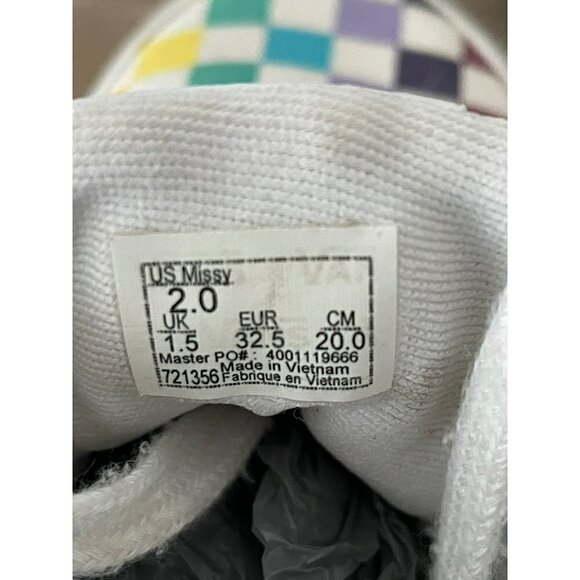 US Missy
2.0
UK EUR CM
1.5 32.5 20.0
Master PO# : 4001119666
Made in Vietnam
721356 Fabrique en Vietnam